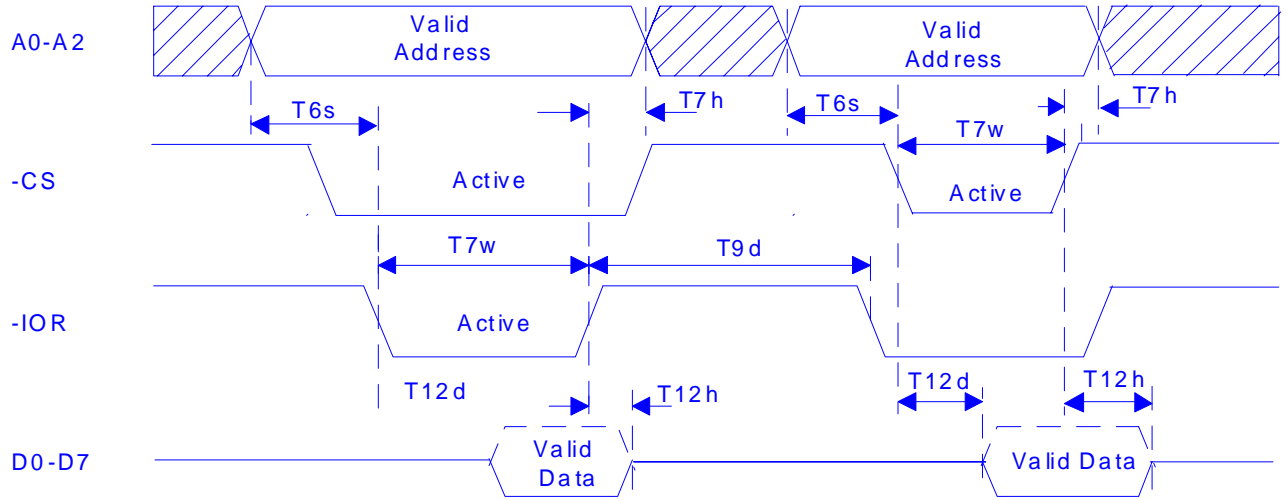 A0-A2
Valid
Address
Valid
Address
T6s
T7h
T6s
T7h
T7w
-CS
Active
Active
T7w
T9d
-IOR
Active
T12d
T12h
T12d
T12h
D0-D7
Valid
Data
Valid Data